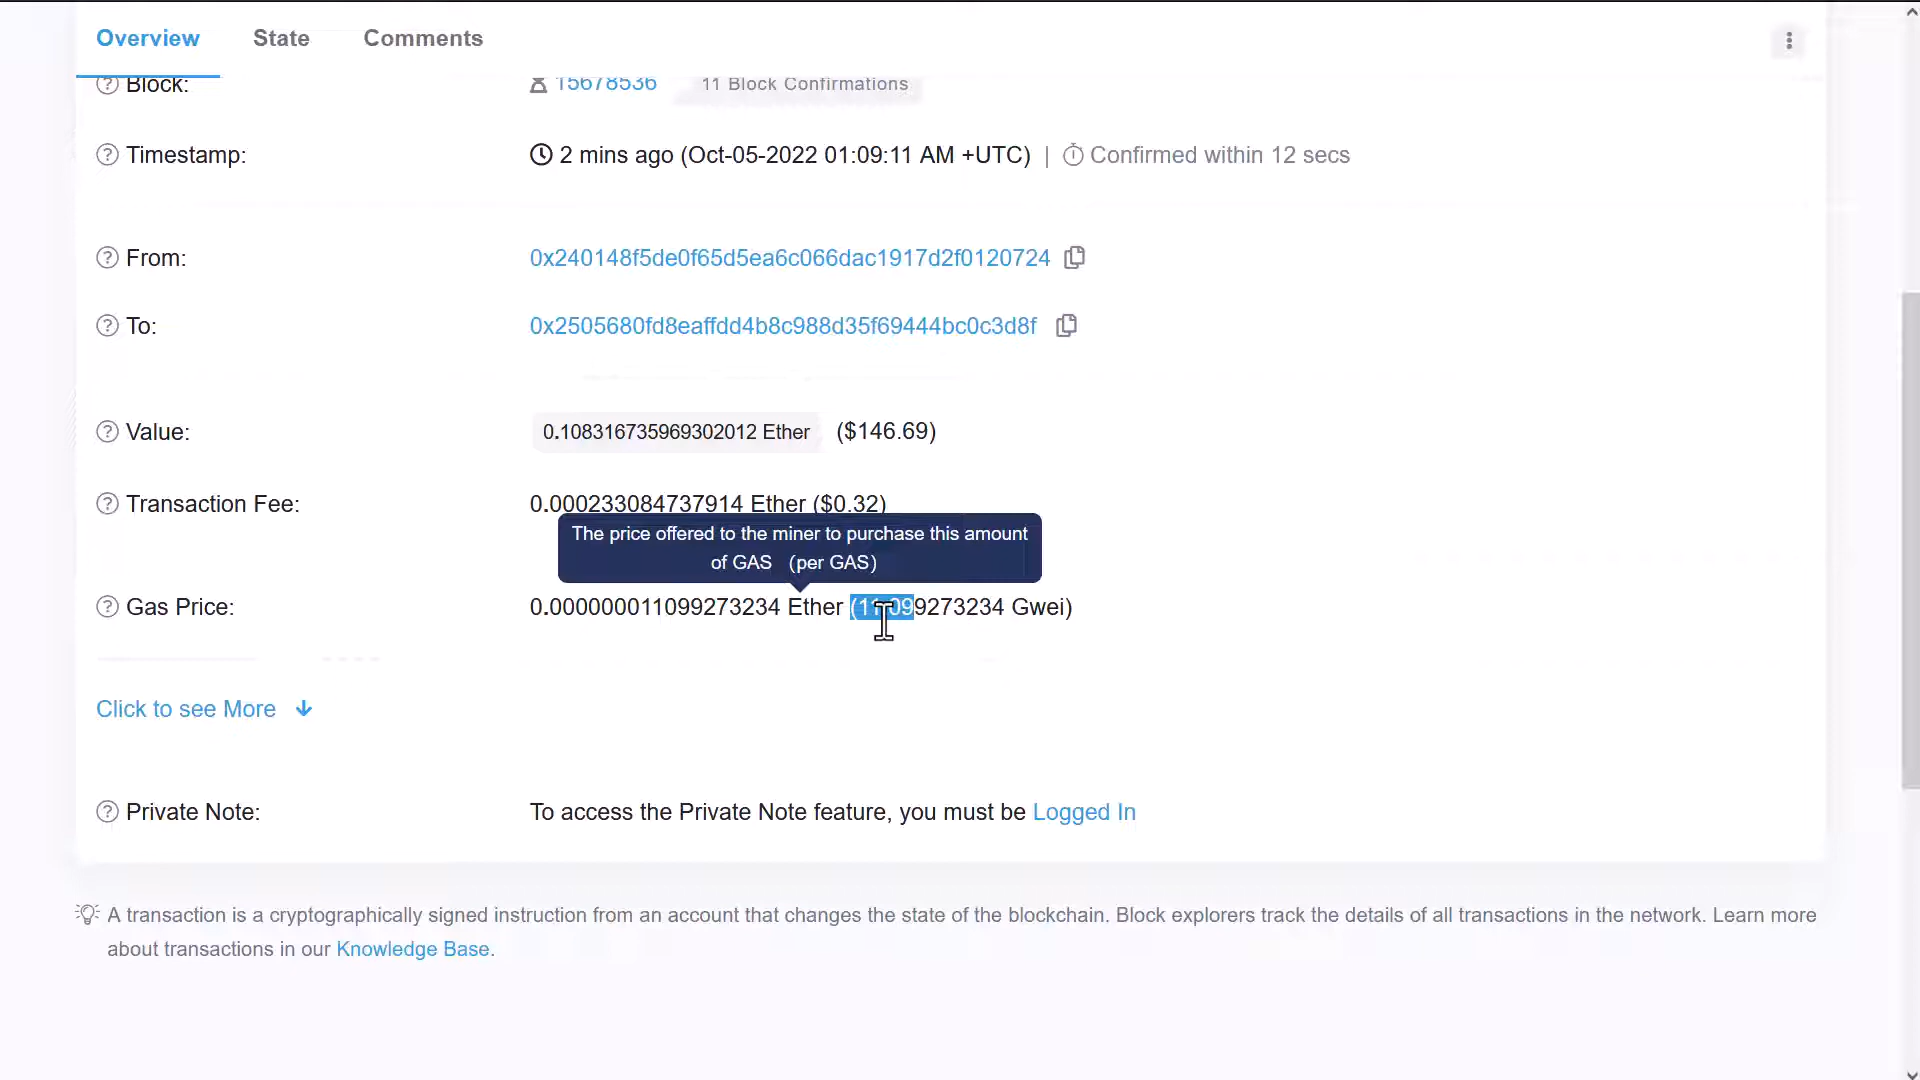 Overview State Comments
Block: 15678536 11 Block Confirmations
Timestamp: 2 mins ago (Oct-05-2022 01:09:11 AM +UTC) | Confirmed within 12 secs
From: 0x240148f5de0f65d5ea6c066dac1917d2f0120724
To: 0x2505680fd8eaffdd4b8c988d35f69444bc0c3d8f
Value: 0.108316735969302012 Ether ($146.69)
Transaction Fee: 0.000233084737914 Ether ($0.32)
The price offered to the miner to purchase this amount
of GAS (per GAS)
Gas Price: 0.000000011099273234 Ether (11.099273234 Gwei)
Click to see More
Private Note: To access the Private Note feature, you must be Logged In
A transaction is a cryptographically signed instruction from an account that changes the state of the blockchain. Block explorers track the details of all transactions in the network. Learn more
about transactions in our Knowledge Base.